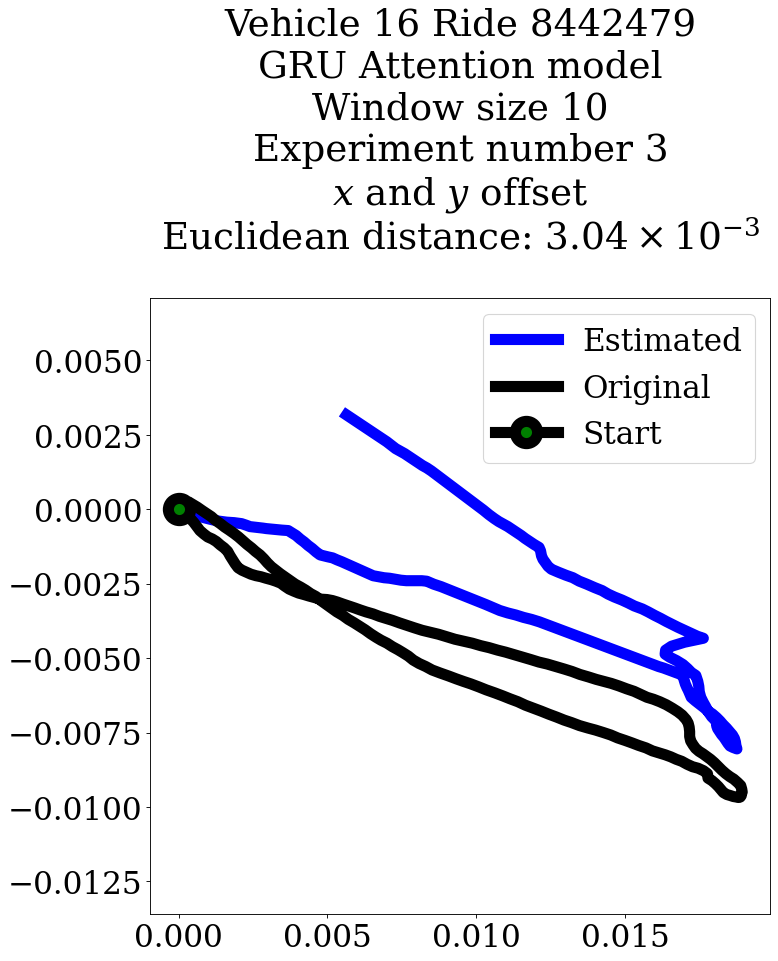 Vehicle 16 Ride 8442479
GRU Attention model
Window size 10
Experiment number 3
x and y offset
Euclidean distance: 3.04 × 10⁻³
Estimated
Original
Start
0.0050
0.0025
0.0000
−0.0025
−0.0050
−0.0075
−0.0100
−0.0125
0.000 0.005 0.010 0.015